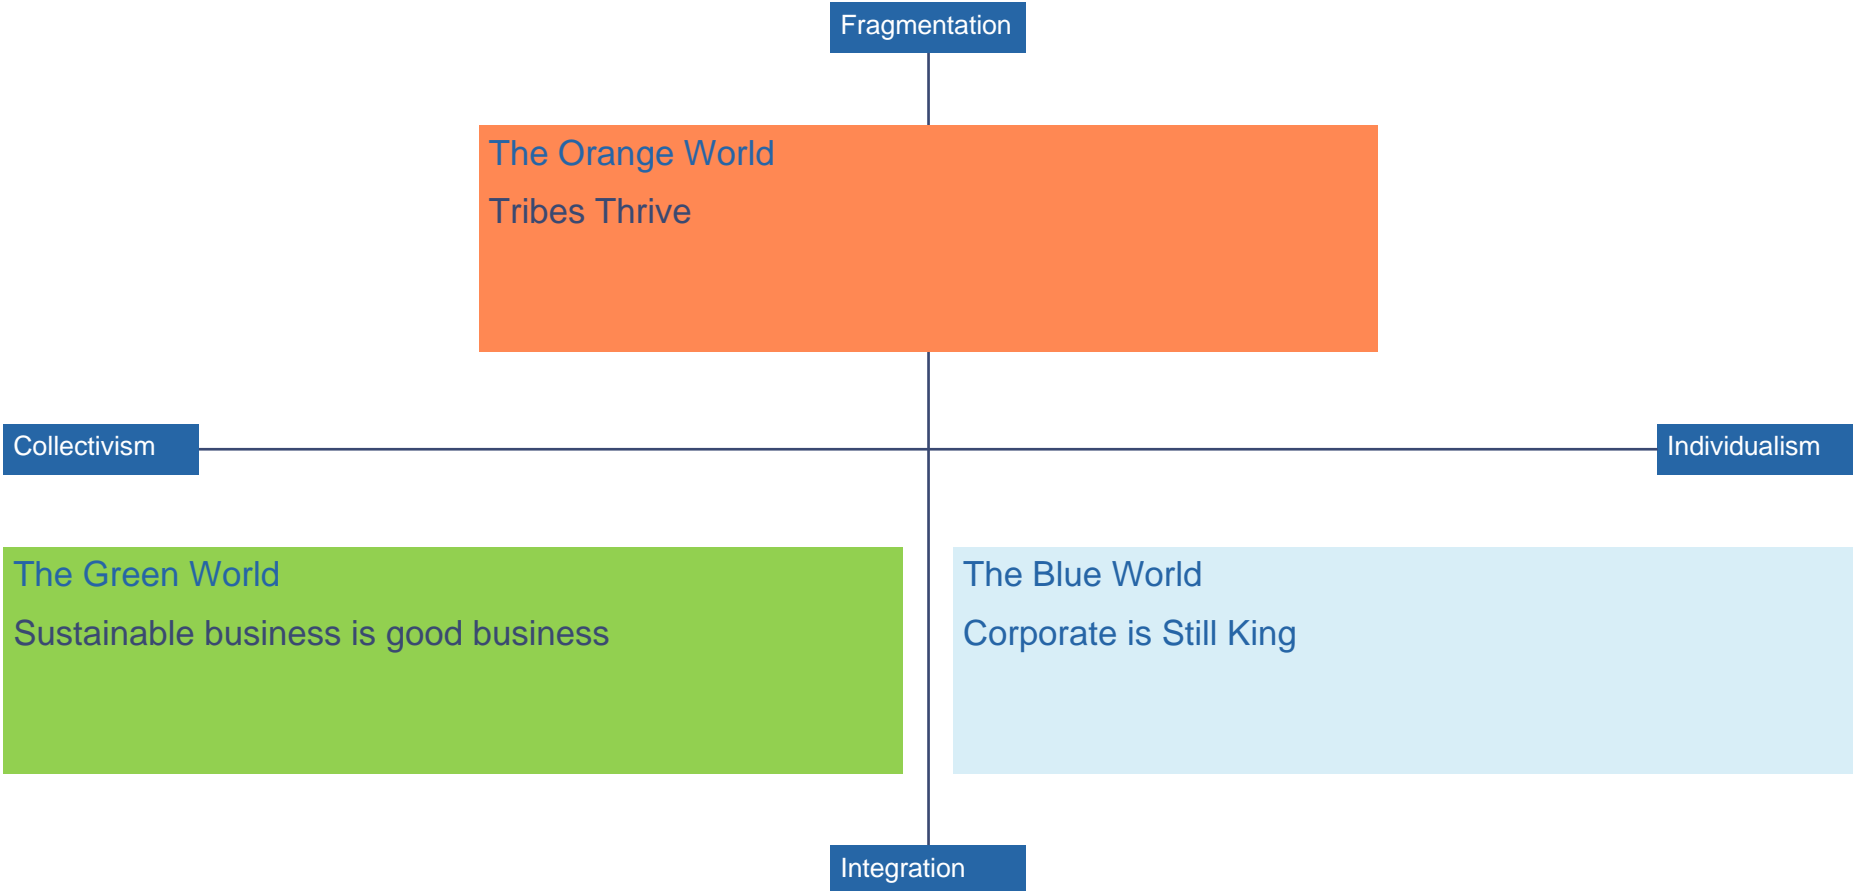 Fragmentation
The Orange World
Tribes Thrive
Collectivism
Individualism
The Green World
Sustainable business is good business
The Blue World
Corporate is Still King
Integration